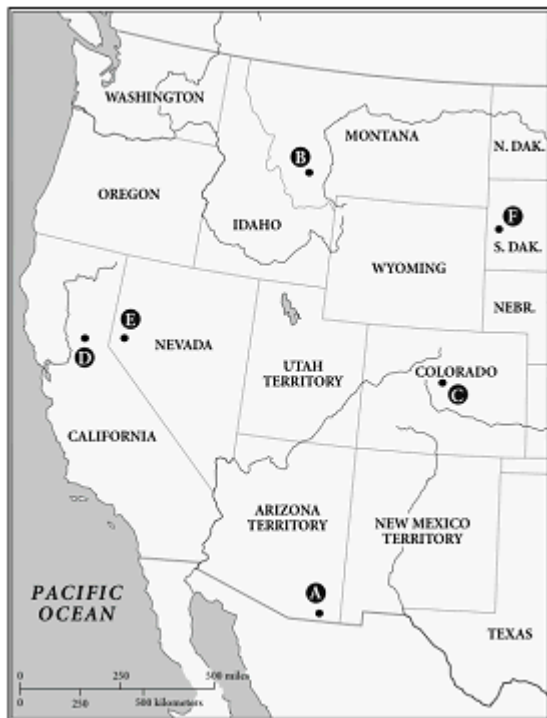 WASHINGTON
MONTANA
N. DAK.
B
OREGON
F
IDAHO
S. DAK.
WYOMING
NEBR.
E
NEVADA
D
UTAH
TERRITORY
COLORADO
C
CALIFORNIA
ARIZONA
TERRITORY
NEW MEXICO
TERRITORY
A
PACIFIC
OCEAN
TEXAS
0 250 500 miles
0 250 500 kilometers